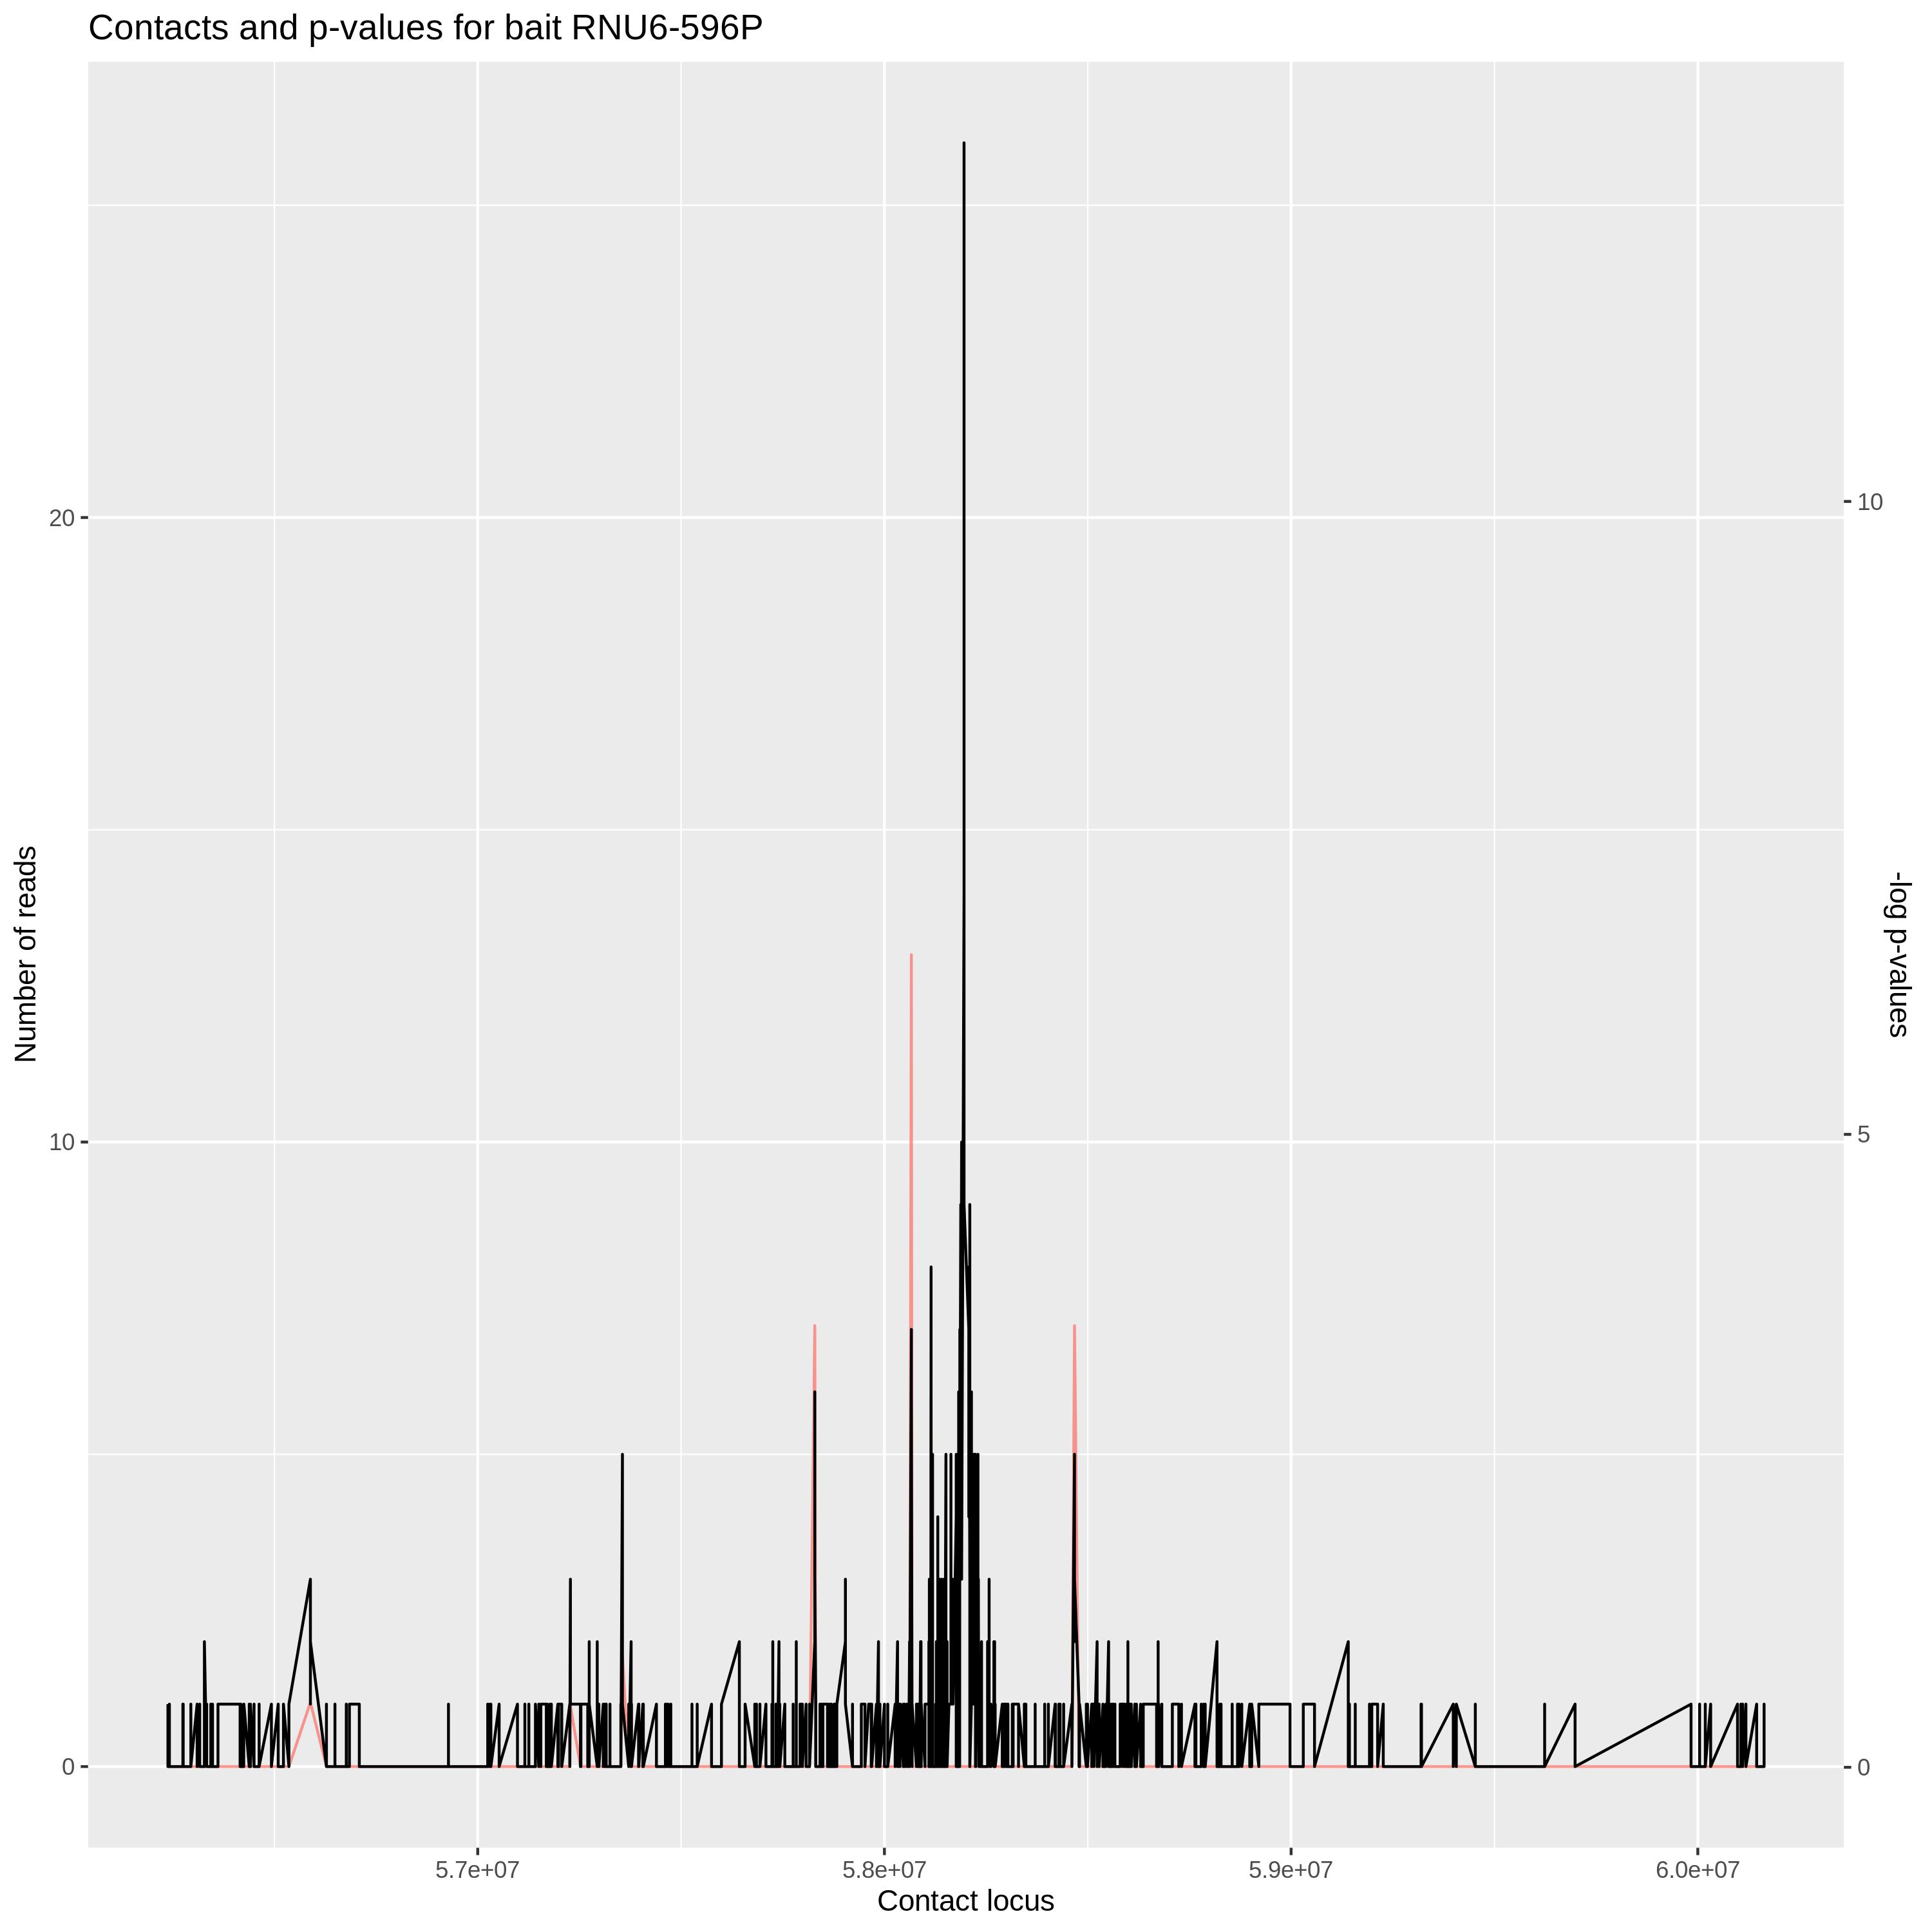 Contacts and p-values for bait RNU6-596P
20
10
0
Number of reads
10
5
0
-log p-values
5.7e+07 5.8e+07 5.9e+07 6.0e+07
Contact locus